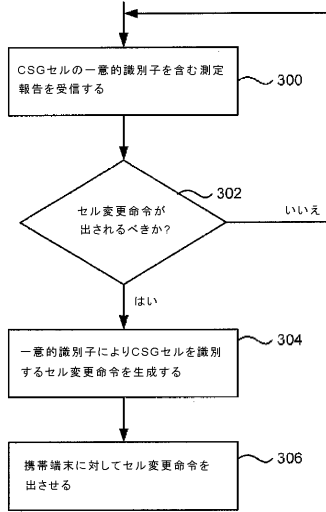 CSGセルの一意的識別子を含む測定
報告を受信する
300
302
セル変更命令が
出されるべきか?
いいえ
はい
304
一意的識別子によりCSGセルを識別
するセル変更命令を生成する
306
携帯端末に対してセル変更命令を
出させる